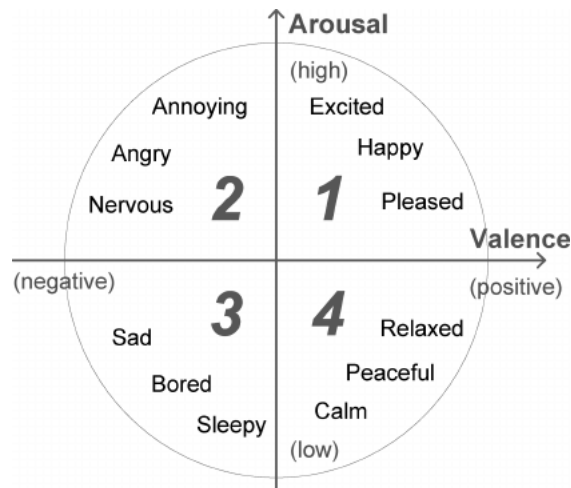 Arousal
(high)
Annoying
Excited
Angry
Happy
Nervous
2
1
Pleased
Valence
(negative)
(positive)
3
4
Sad
Relaxed
Bored
Peaceful
Sleepy
Calm
(low)